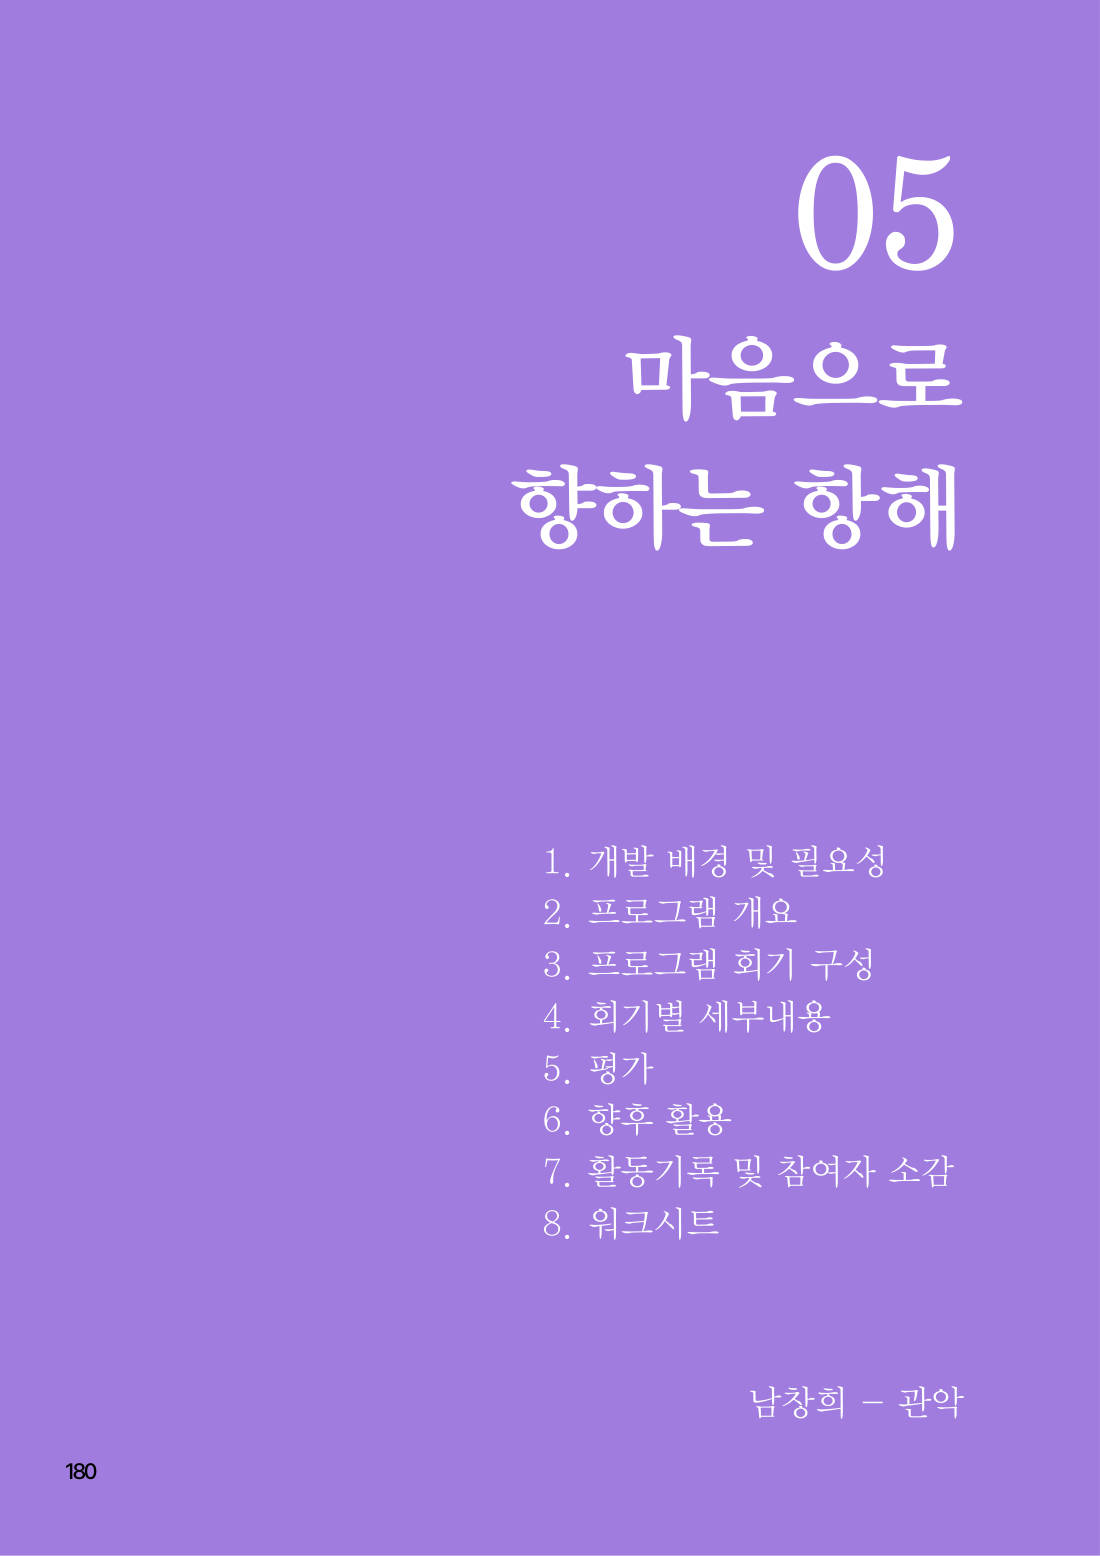 05
마음으로
향하는 항해
1. 개발 배경 및 필요성
2. 프로그램 개요
3. 프로그램 회기 구성
4. 회기별 세부내용
5. 평가
6. 향후 활용
7. 활동기록 및 참여자 소감
8. 워크시트
남창희 – 관악
180